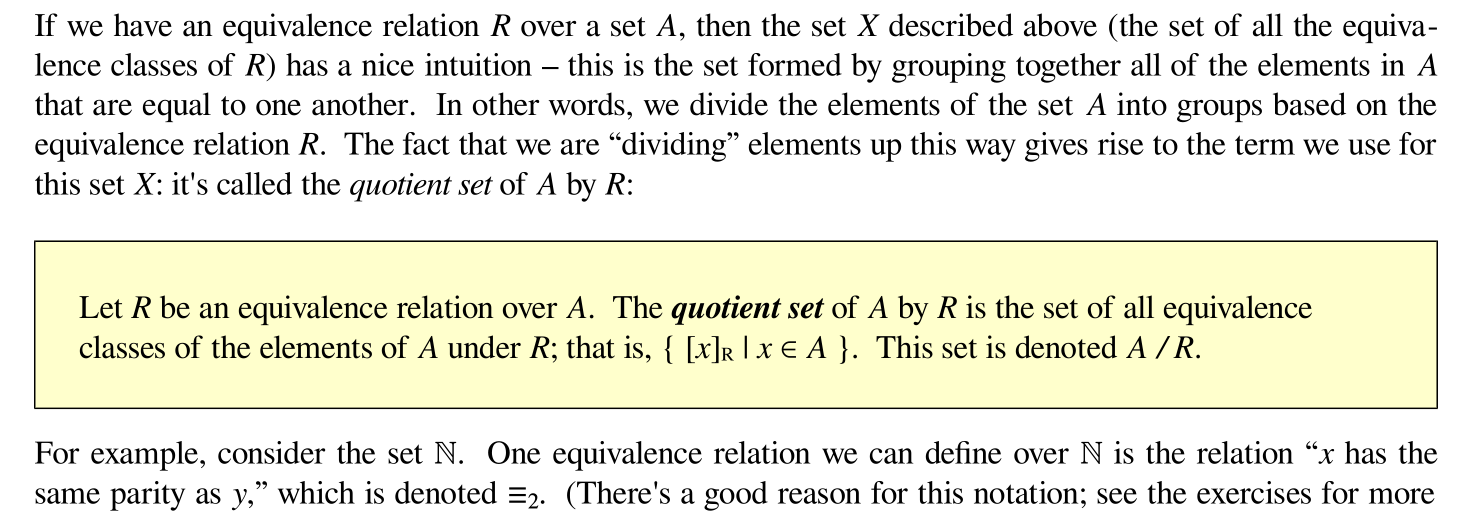 If we have an equivalence relation R over a set A, then the set X described above (the set of all the equiva-
lence classes of R) has a nice intuition – this is the set formed by grouping together all of the elements in A
that are equal to one another. In other words, we divide the elements of the set A into groups based on the
equivalence relation R. The fact that we are “dividing” elements up this way gives rise to the term we use for
this set X: it's called the quotient set of A by R:
Let R be an equivalence relation over A. The quotient set of A by R is the set of all equivalence
classes of the elements of A under R; that is, { [x]R | x ∈ A }. This set is denoted A / R.
For example, consider the set ℕ. One equivalence relation we can define over ℕ is the relation “x has the
same parity as y,” which is denoted ≡₂. (There's a good reason for this notation; see the exercises for more